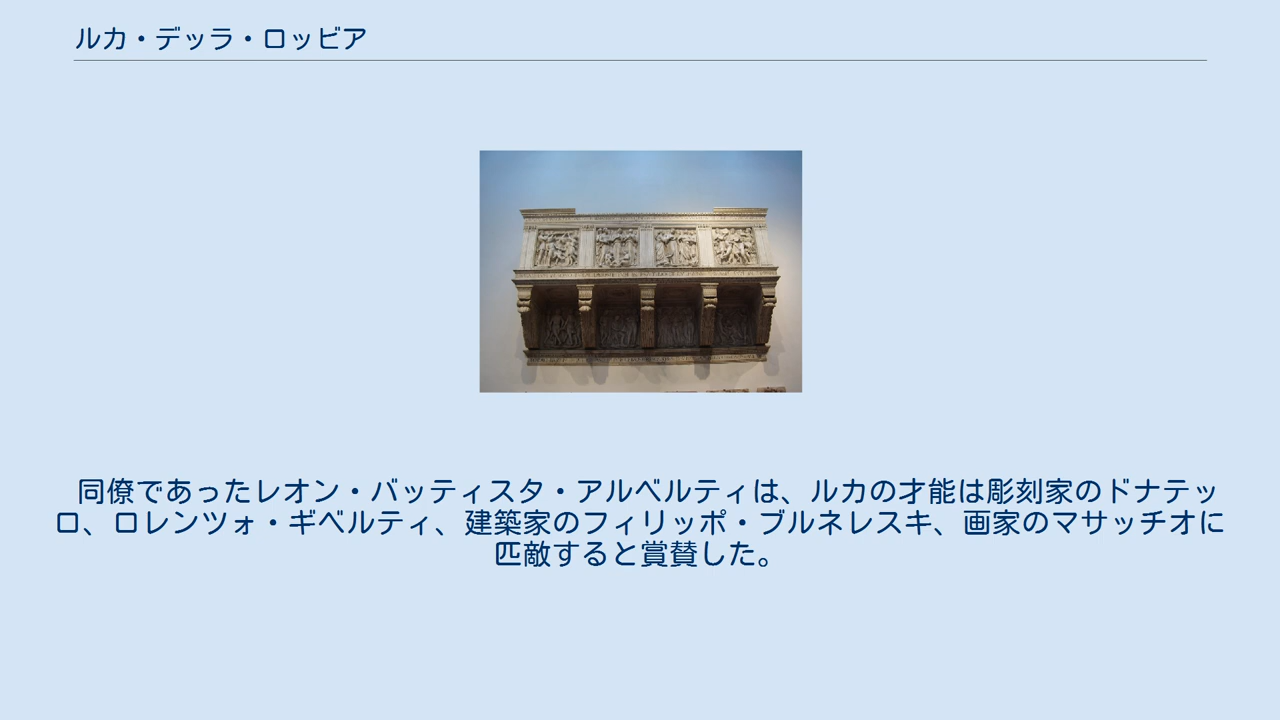 ルカ・デッラ・ロッビア
同僚であったレオン・バッティスタ・アルベルティは、ルカの才能は彫刻家のドナテッ
ロ、ロレンツォ・ギベルティ、建築家のフィリッポ・ブルネレスキ、画家のマサッチオに
匹敵すると賞賛した。